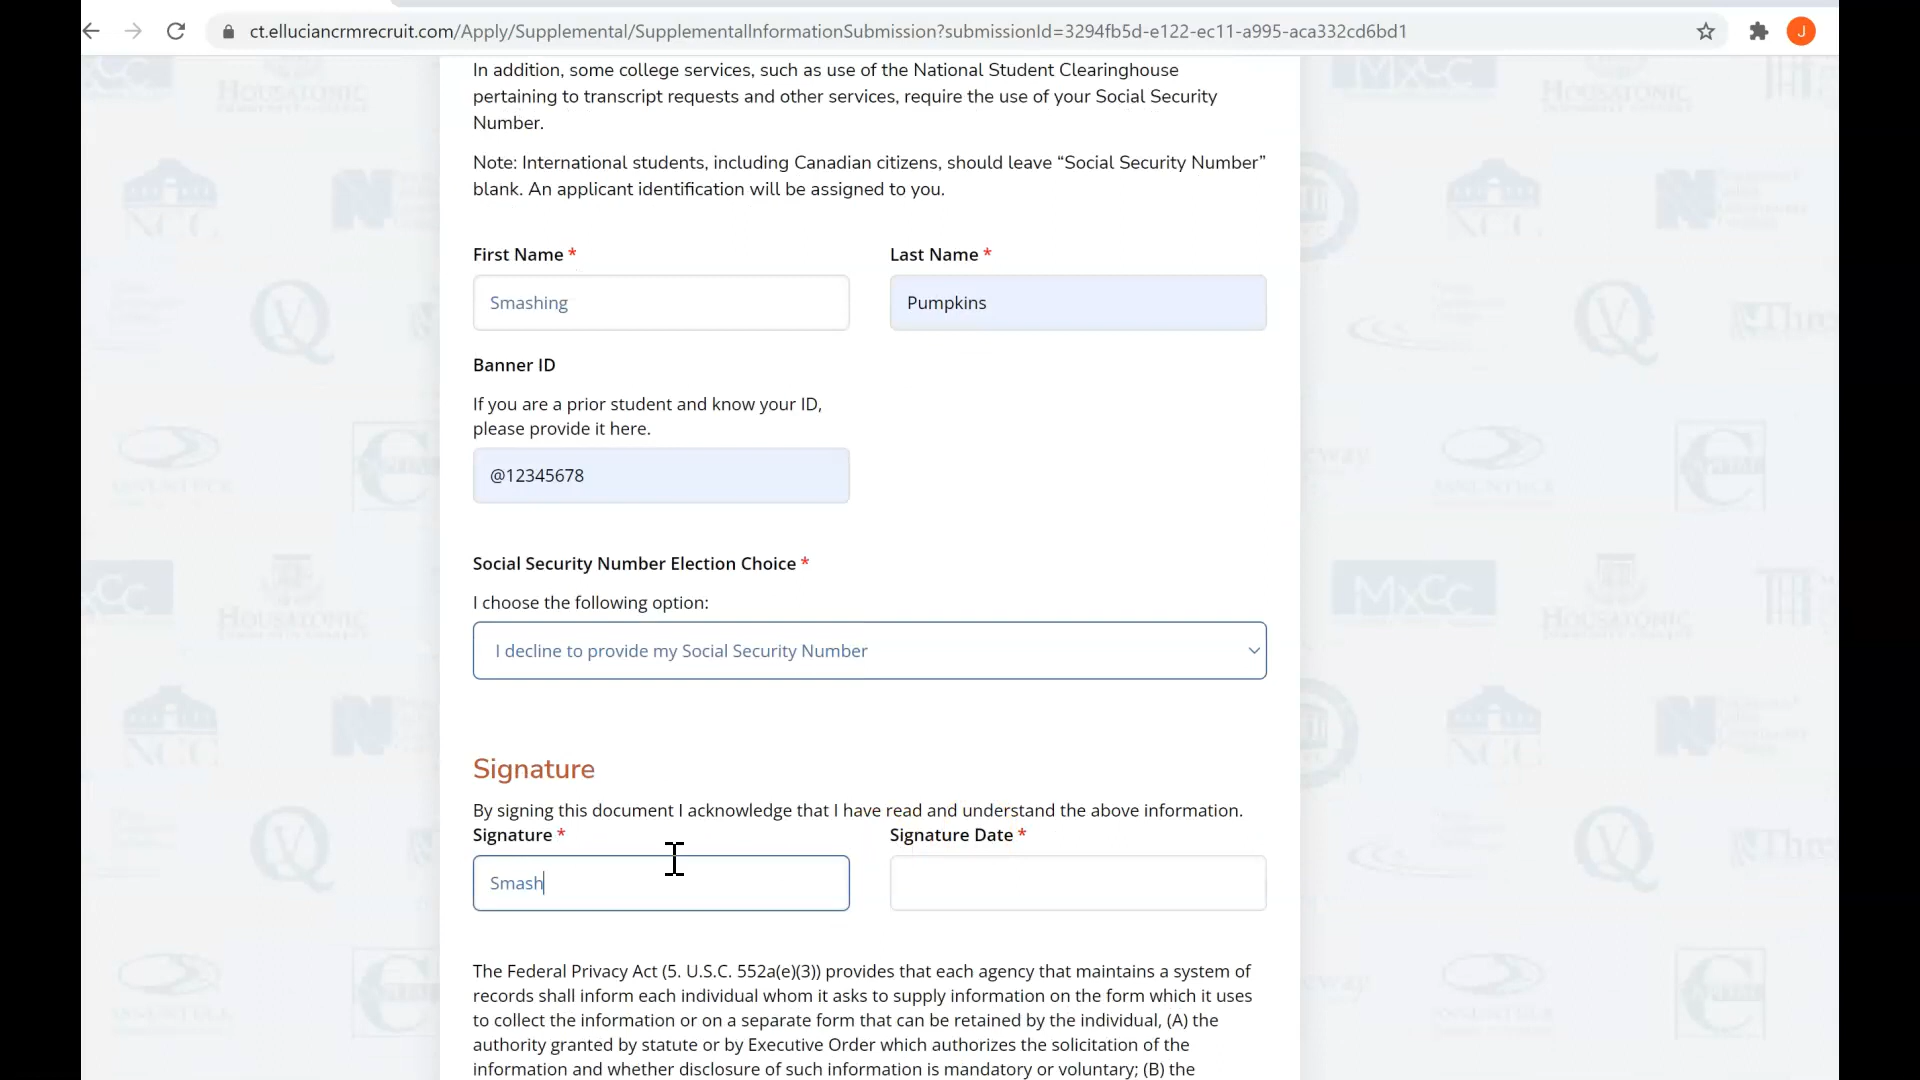 ct.elluciancrmrecruit.com/Apply/Supplemental/SupplementalInformationSubmission?submissionId=3294fb5d-e122-ec11-a995-aca332cd6bd1
J
In addition, some college services, such as use of the National Student Clearinghouse
pertaining to transcript requests and other services, require the use of your Social Security
Number.
Note: International students, including Canadian citizens, should leave “Social Security Number”
blank. An applicant identification will be assigned to you.
First Name *
Last Name *
Smashing
Pumpkins
Banner ID
If you are a prior student and know your ID,
please provide it here.
@12345678
Social Security Number Election Choice *
I choose the following option:
I decline to provide my Social Security Number
Signature
By signing this document I acknowledge that I have read and understand the above information.
Signature *
Signature Date *
Smash
The Federal Privacy Act (5. U.S.C. 552a(e)(3)) provides that each agency that maintains a system of
records shall inform each individual whom it asks to supply information on the form which it uses
to collect the information or on a separate form that can be retained by the individual, (A) the
authority granted by statute or by Executive Order which authorizes the solicitation of the
information and whether disclosure of such information is mandatory or voluntary; (B) the
MxCC
HOUSATONIC
NCC